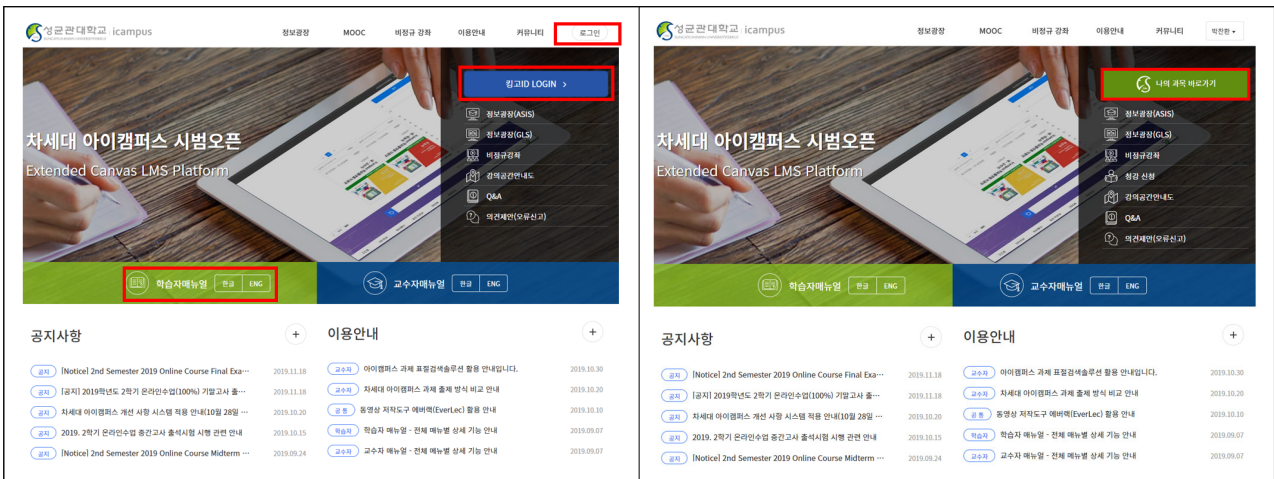 성균관대학교 icampus
정보광장 MOOC 비정규 강좌 이용안내 커뮤니티 로그인
킹고ID LOGIN >
정보광장(ASIS)
정보광장(GLS)
비정규강좌
강의공간안내도
Q&A
의견제안(오류신고)
차세대 아이캠퍼스 시범오픈
Extended Canvas LMS Platform
학습자매뉴얼 한글 ENG
교수자매뉴얼 한글 ENG
공지사항 +
공지 [Notice] 2nd Semester 2019 Online Course Final Exa··· 2019.11.18
공지 [공지] 2019학년도 2학기 온라인수업(100%) 기말고사 출··· 2019.11.18
공지 차세대 아이캠퍼스 개선 사항 시스템 적용 안내(10월 28일 ··· 2019.10.20
공지 2019. 2학기 온라인수업 중간고사 출석시험 시행 관련 안내 2019.10.15
공지 [Notice] 2nd Semester 2019 Online Course Midterm ··· 2019.09.24
이용안내 +
교수자 아이캠퍼스 과제 표절검색솔루션 활용 안내입니다. 2019.10.30
교수자 차세대 아이캠퍼스 과제 출제 방식 비교 안내 2019.10.20
공통 동영상 저작도구 에버렉(EverLec) 활용 안내 2019.10.10
학습자 학습자 매뉴얼 - 전체 매뉴별 상세 기능 안내 2019.09.07
교수자 교수자 매뉴얼 - 전체 메뉴별 상세 기능 안내 2019.09.07
성균관대학교 icampus
정보광장 MOOC 비정규 강좌 이용안내 커뮤니티 박찬환
나의 과목 바로가기
정보광장(ASIS)
정보광장(GLS)
비정규강좌
청강 신청
강의공간안내도
Q&A
의견제안(오류신고)
차세대 아이캠퍼스 시범오픈
Extended Canvas LMS Platform
학습자매뉴얼 한글 ENG
교수자매뉴얼 한글 ENG
공지사항 +
공지 [Notice] 2nd Semester 2019 Online Course Final Exa··· 2019.11.18
공지 [공지] 2019학년도 2학기 온라인수업(100%) 기말고사 출··· 2019.11.18
공지 차세대 아이캠퍼스 개선 사항 시스템 적용 안내(10월 28일 ··· 2019.10.20
공지 2019. 2학기 온라인수업 중간고사 출석시험 시행 관련 안내 2019.10.15
공지 [Notice] 2nd Semester 2019 Online Course Midterm ··· 2019.09.24
이용안내 +
교수자 아이캠퍼스 과제 표절검색솔루션 활용 안내입니다. 2019.10.30
교수자 차세대 아이캠퍼스 과제 출제 방식 비교 안내 2019.10.20
공통 동영상 저작도구 에버렉(EverLec) 활용 안내 2019.10.10
학습자 학습자 매뉴얼 - 전체 매뉴별 상세 기능 안내 2019.09.07
교수자 교수자 매뉴얼 - 전체 메뉴별 상세 기능 안내 2019.09.07